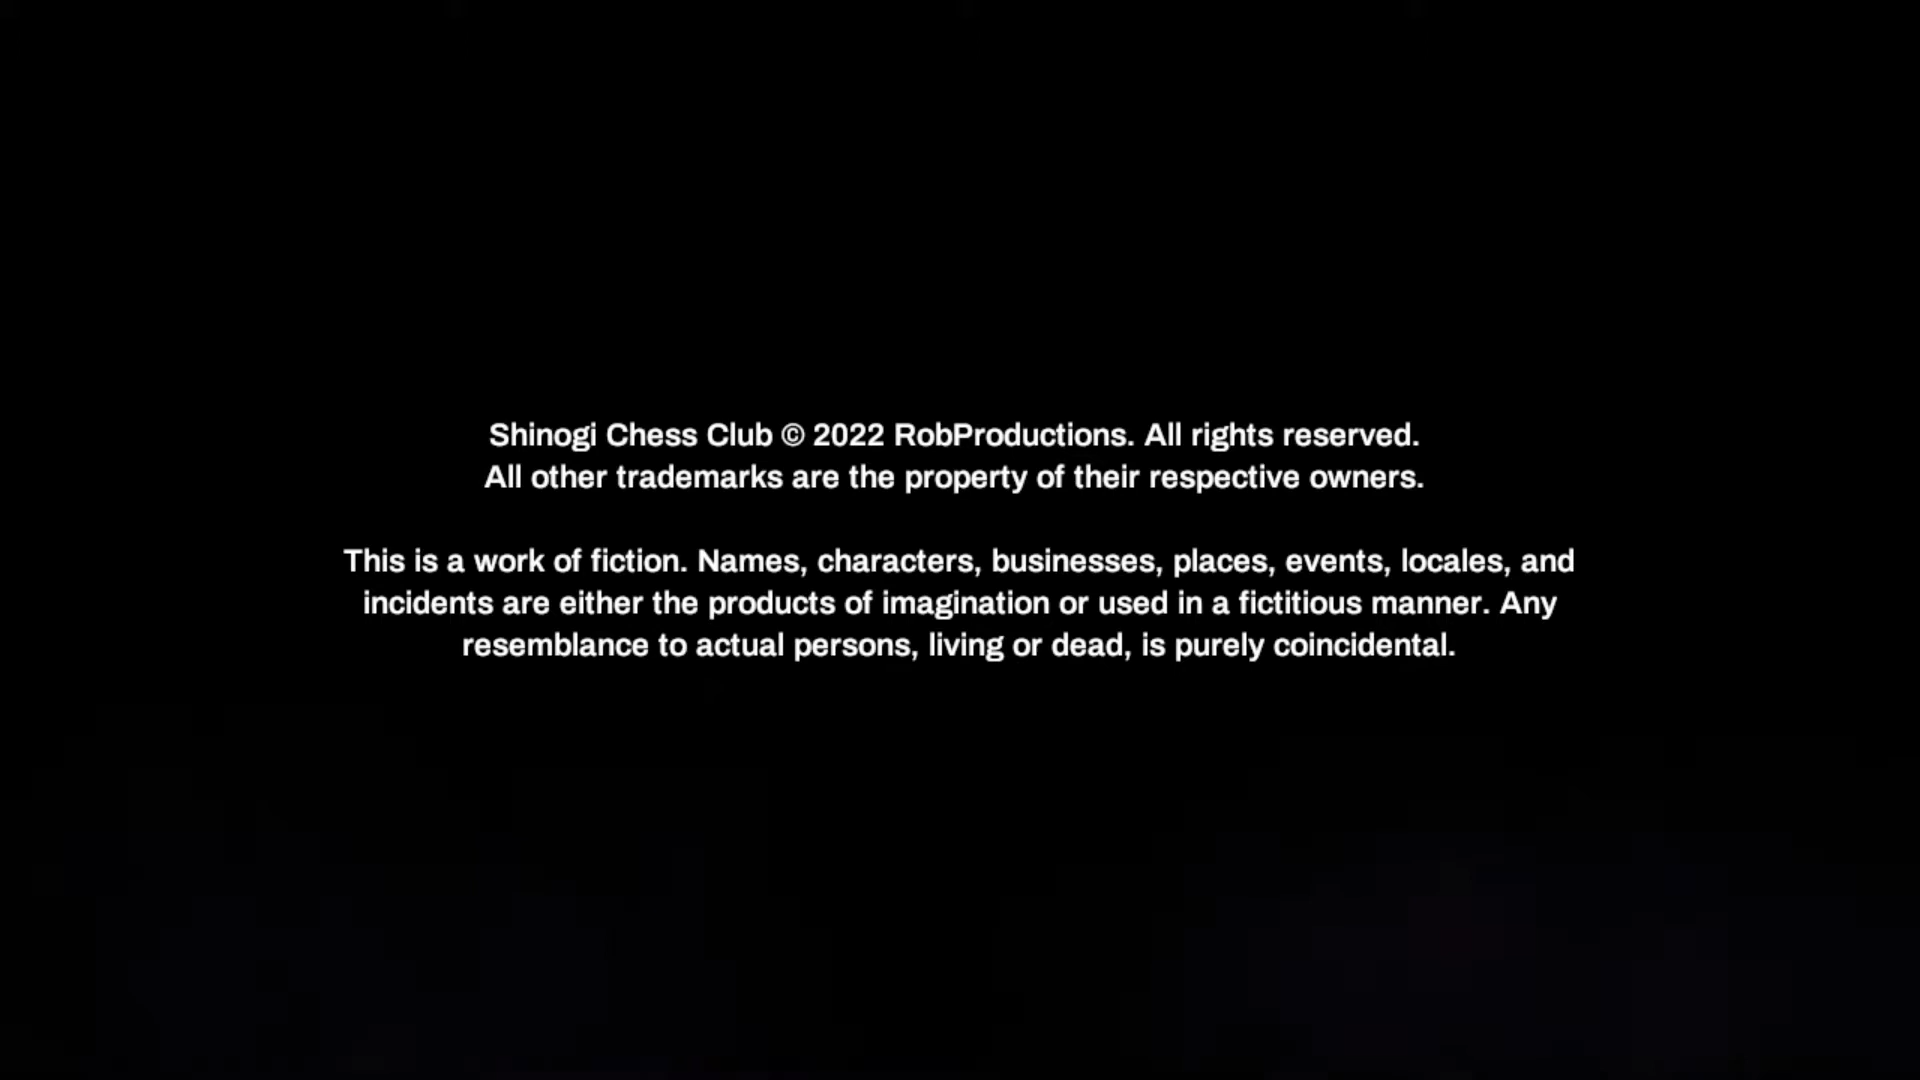 Shinogi Chess Club © 2022 RobProductions. All rights reserved.
All other trademarks are the property of their respective owners.
This is a work of fiction. Names, characters, businesses, places, events, locales, and
incidents are either the products of imagination or used in a fictitious manner. Any
resemblance to actual persons, living or dead, is purely coincidental.